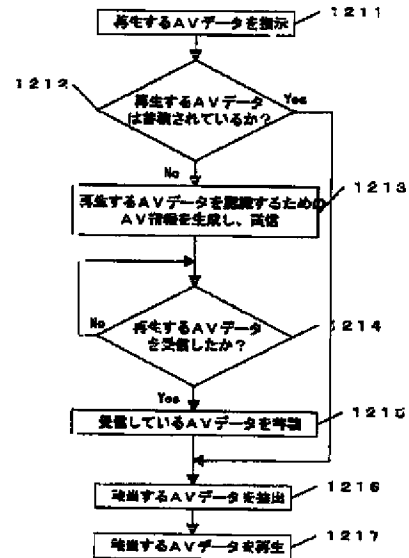 1211
再生するAVデータを指示
1212
再生するAVデータ
は蓄積されているか?
Yes
No
1213
再生するAVデータを認識するための
AV情報を生成し、送信
No
再生するAVデータ
を受信したか?
1214
Yes
受信しているAVデータを蓄積
1215
該当するAVデータを抽出
1216
該当するAVデータを再生
1217